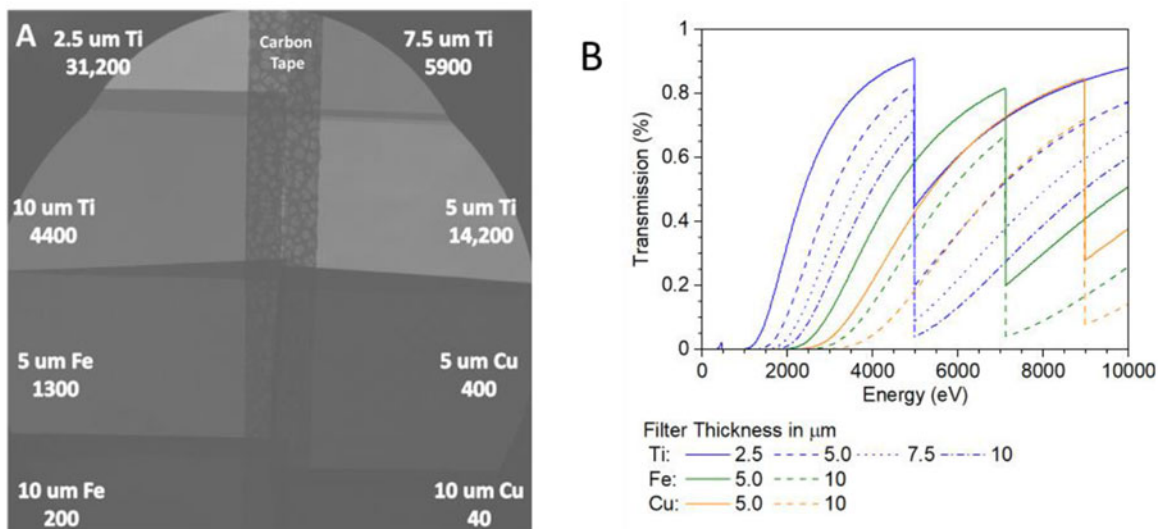 A
2.5 um Ti
31,200
Carbon
Tape
7.5 um Ti
5900
10 um Ti
4400
5 um Ti
14,200
5 um Fe
1300
5 um Cu
400
10 um Fe
200
10 um Cu
40
B
Transmission (%)
1
0.8
0.6
0.4
0.2
0
0 2000 4000 6000 8000 10000
Energy (eV)
Filter Thickness in μm
Ti: 2.5 5.0 7.5 10
Fe: 5.0 10
Cu: 5.0 10